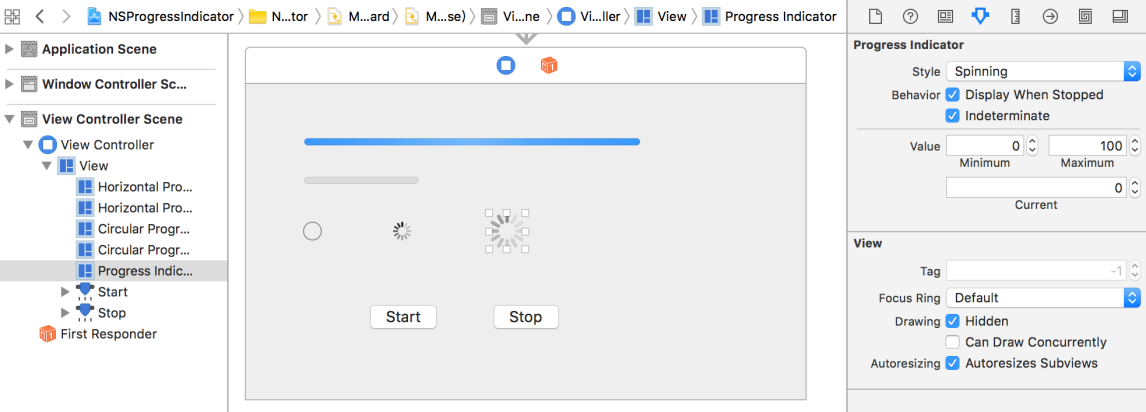 NSProgressIndicator N...tor M...ard M...se) Vi...ne Vi...ller View Progress Indicator
Application Scene
Window Controller Sc...
View Controller Scene
View Controller
View
Horizontal Pro...
Horizontal Pro...
Circular Progr...
Circular Progr...
Progress Indic...
Start
Stop
First Responder
1
Start Stop
Progress Indicator
Style Spinning
Behavior Display When Stopped
Indeterminate
Value 0 100
Minimum Maximum
0
Current
View
Tag -1
Focus Ring Default
Drawing Hidden
Can Draw Concurrently
Autoresizing Autoresizes Subviews